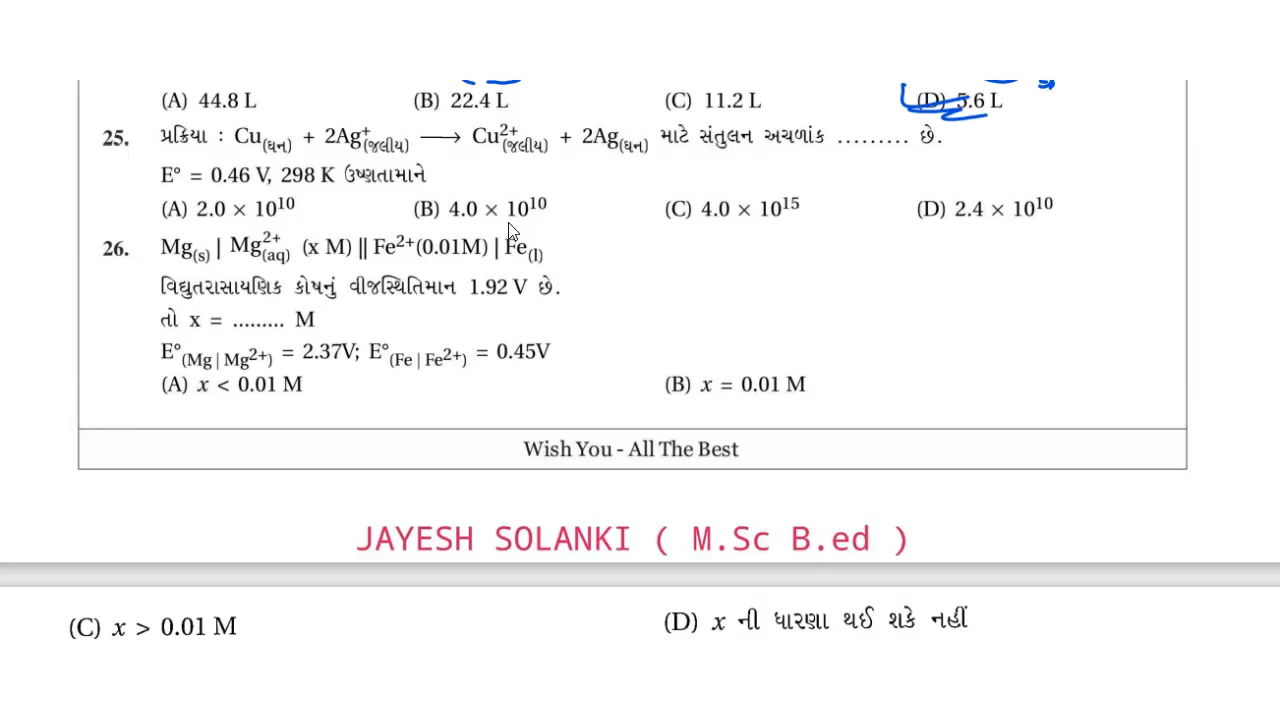 (A) 44.8 L (B) 22.4 L (C) 11.2 L (D) 5.6 L
25. પ્રક્રિયા : Cu(ઘન) + 2Ag⁺(જલીય) ⟶ Cu²⁺(જલીય) + 2Ag(ઘન) માટે સંતુલન અચળાંક ......... છે.
E° = 0.46 V, 298 K ઉષ્ણતામાને
(A) 2.0 × 10¹⁰ (B) 4.0 × 10¹⁰ (C) 4.0 × 10¹⁵ (D) 2.4 × 10¹⁰
26. Mg(s) | Mg²⁺(aq) (x M) || Fe²⁺(0.01M) | Fe(l)
વિદ્યુતરાસાયણિક કોષનું વીજસ્થિતિમાન 1.92 V છે.
તો x = ......... M
E°(Mg | Mg²⁺) = 2.37V; E°(Fe | Fe²⁺) = 0.45V
(A) x < 0.01 M (B) x = 0.01 M
Wish You - All The Best
JAYESH SOLANKI ( M.Sc B.ed )
(C) x > 0.01 M (D) x ની ધારણા થઈ શકે નહીં